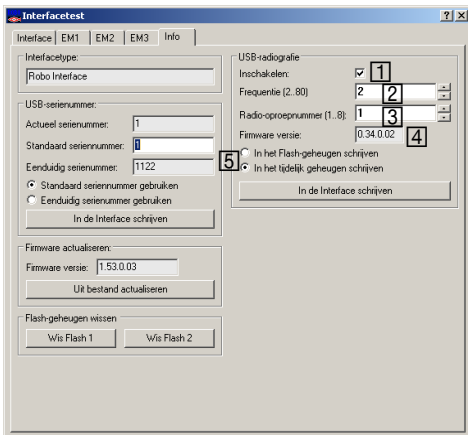 Interfacetest
Interface EM1 EM2 EM3 Info
Interfacetype:
Robo Interface
USB-serienummer:
Actueel serienummer: 1
Standaard seriennummer: 1
Eenduidig serienummer: 1122
Standaard seriennummer gebruiken
Eenduidig serienummer gebruiken
In de Interface schrijven
Firmware actualiseren:
Firmware versie: 1.53.0.03
Uit bestand actualiseren
Flash-geheugen wissen
Wis Flash 1 Wis Flash 2
USB-radiografie
Inschakelen: 1
Frequentie (2..80) 2 2
Radio-oproepnummer (1..8): 1 3
Firmware versie: 0.34.0.02 4
5 In het Flash-geheugen schrijven
In het tijdelijk geheugen schrijven
In de Interface schrijven